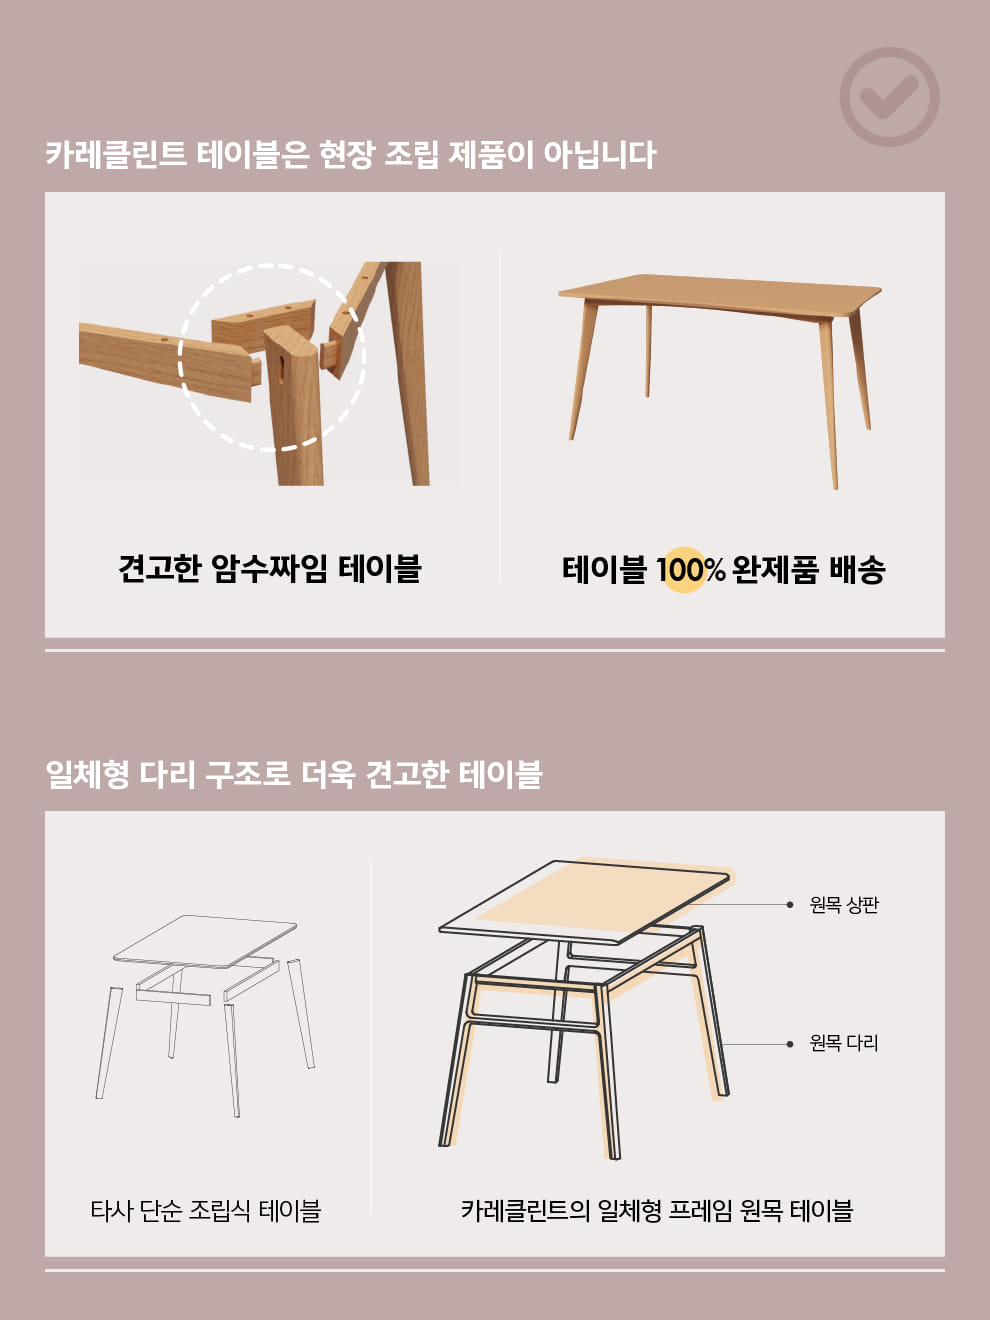 카레클린트 테이블은 현장 조립 제품이 아닙니다
견고한 암수짜임 테이블
테이블 100% 완제품 배송
일체형 다리 구조로 더욱 견고한 테이블
원목 상판
원목 다리
타사 단순 조립식 테이블
카레클린트의 일체형 프레임 원목 테이블